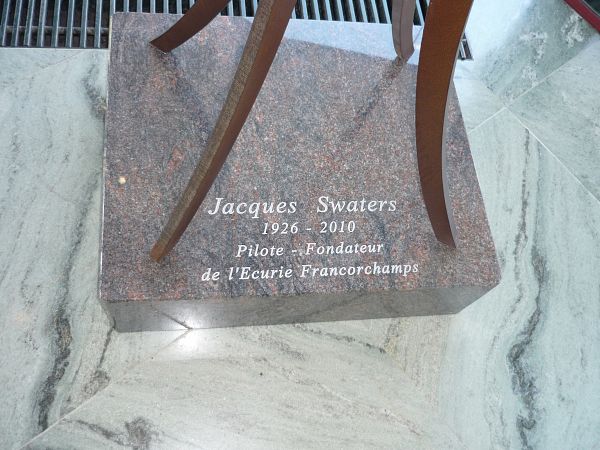 Jacques Swaters
1926 - 2010
Pilote - Fondateur
de l'Ecurie Francorchamps